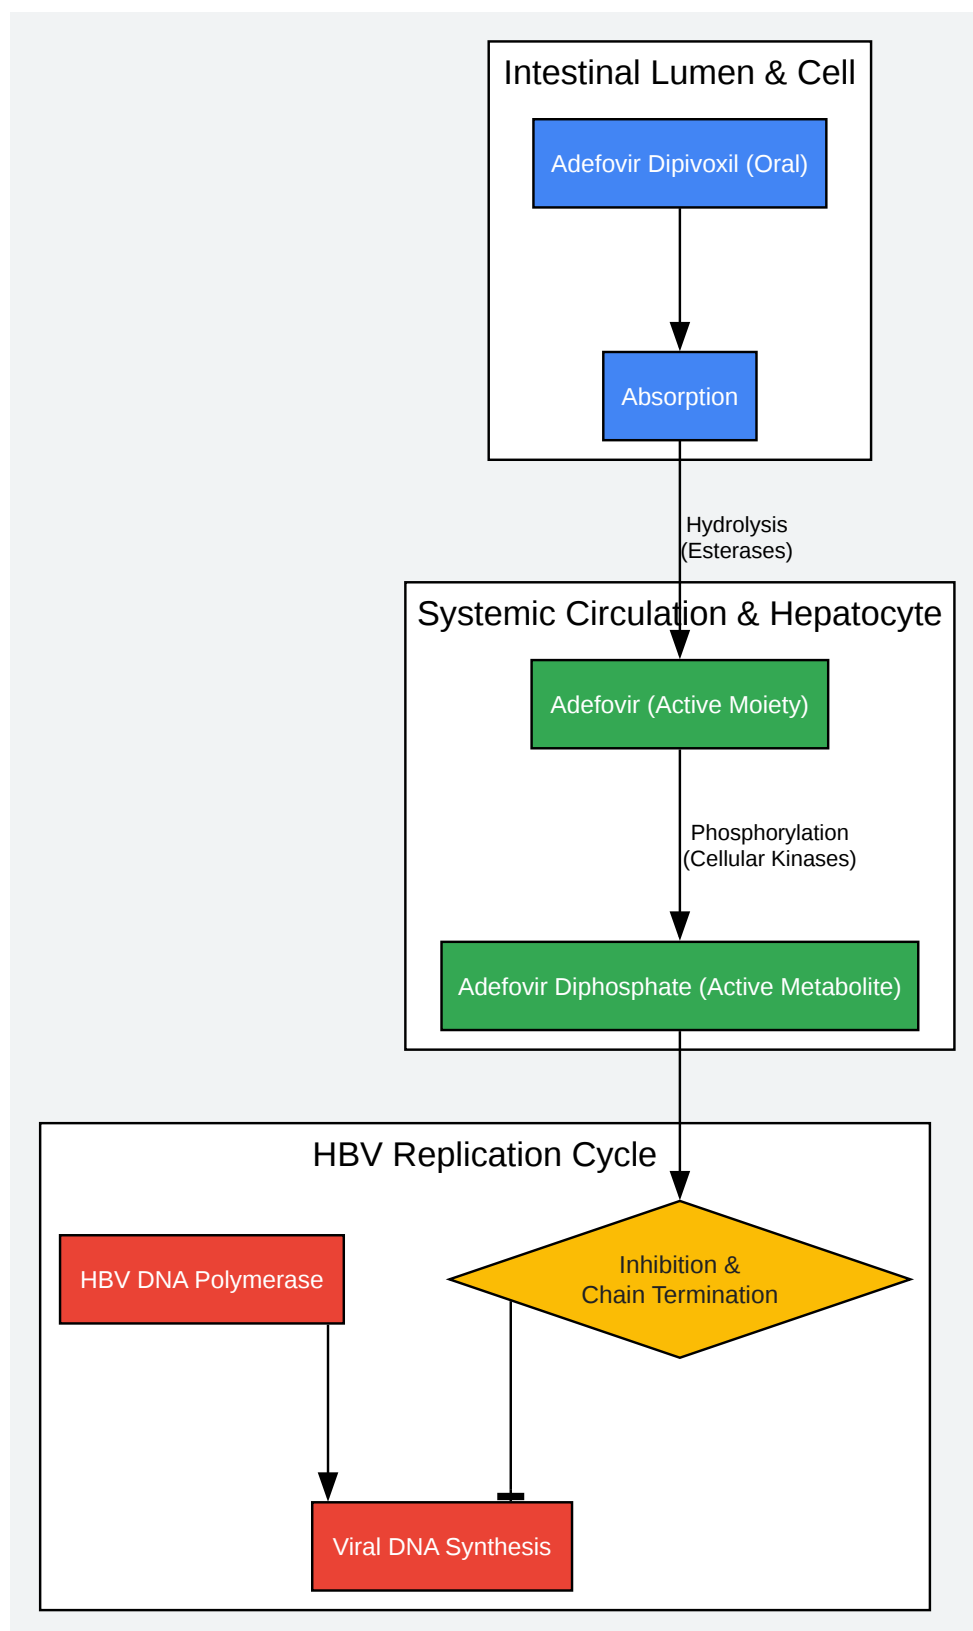 Intestinal Lumen & Cell
Adefovir Dipivoxil (Oral)
Absorption
Hydrolysis
(Esterases)
Systemic Circulation & Hepatocyte
Adefovir (Active Moiety)
Phosphorylation
(Cellular Kinases)
Adefovir Diphosphate (Active Metabolite)
HBV Replication Cycle
HBV DNA Polymerase
Inhibition &
Chain Termination
Viral DNA Synthesis